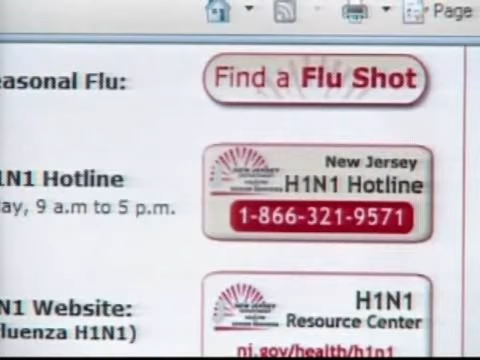 Page
easonal Flu:
Find a Flu Shot
1N1 Hotline
ay, 9 a.m to 5 p.m.
New Jersey
H1N1 Hotline
1-866-321-9571
N1 Website:
fluenza H1N1)
H1N1
Resource Center
nj.gov/health/h1n1